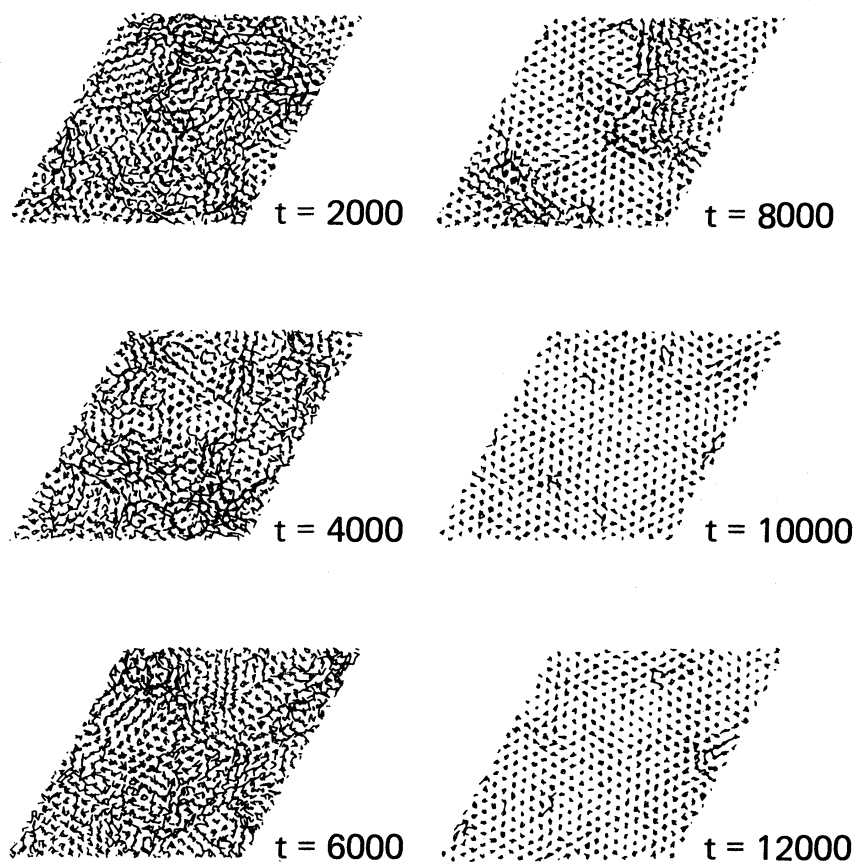 t = 2000
t = 8000
t = 4000
t = 10000
t = 6000
t = 12000